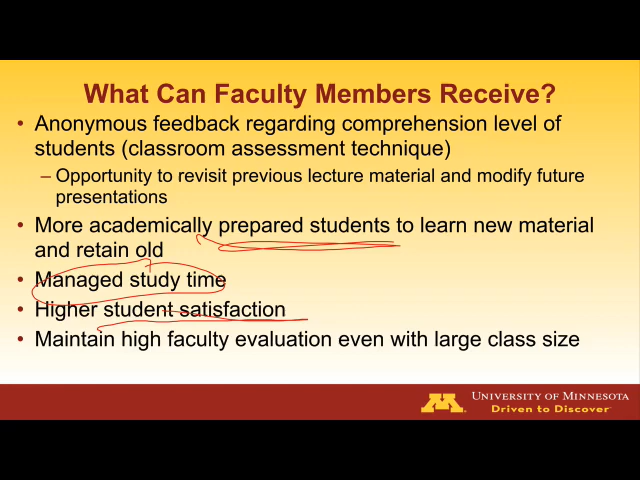 What Can Faculty Members Receive?
• Anonymous feedback regarding comprehension level of
students (classroom assessment technique)
– Opportunity to revisit previous lecture material and modify future
presentations
• More academically prepared students to learn new material
and retain old
• Managed study time
• Higher student satisfaction
• Maintain high faculty evaluation even with large class size
M
UNIVERSITY OF MINNESOTA
Driven to Discover